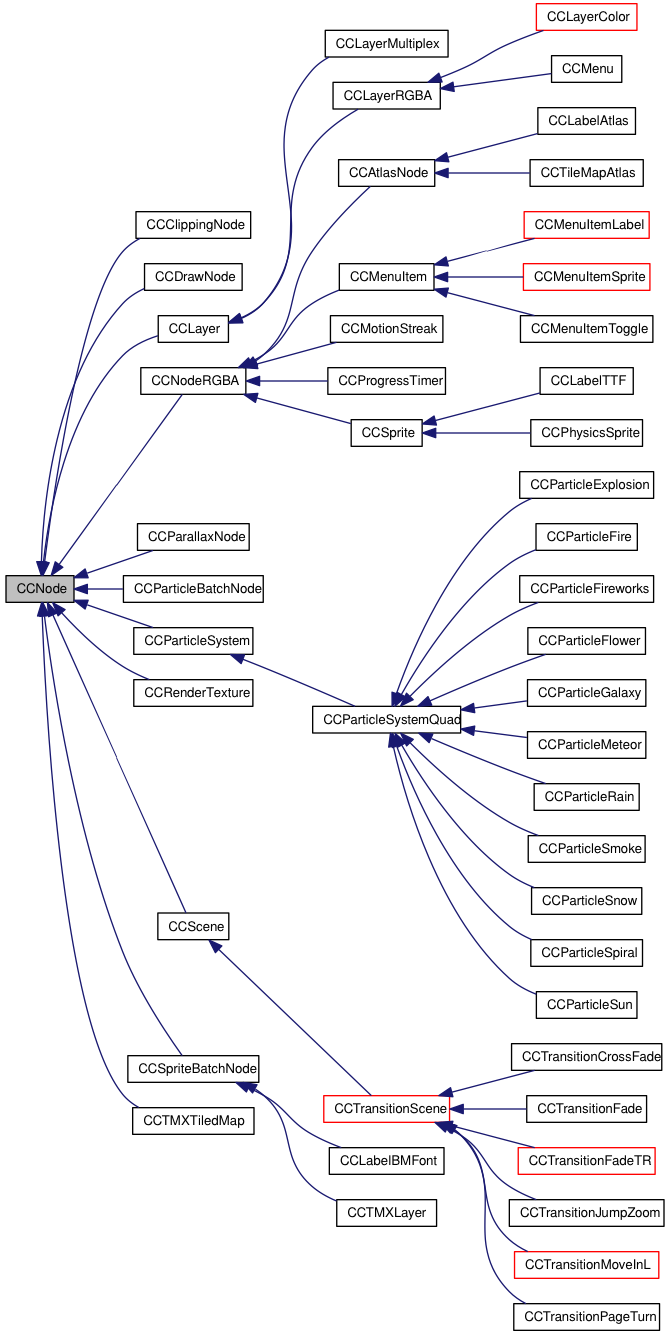 CCLayerColor
CCLayerMultiplex
CCMenu
CCLayerRGBA
CCLabelAtlas
CCAtlasNode
CCTileMapAtlas
CCClippingNode
CCMenuItemLabel
CCDrawNode
CCMenuItem
CCMenuItemSprite
CCLayer
CCMotionStreak
CCMenuItemToggle
CCNodeRGBA
CCProgressTimer
CCLabelTTF
CCSprite
CCPhysicsSprite
CCParticleExplosion
CCParallaxNode
CCParticleFire
CCNode
CCParticleBatchNode
CCParticleFireworks
CCParticleSystem
CCParticleFlower
CCRenderTexture
CCParticleGalaxy
CCParticleSystemQuad
CCParticleMeteor
CCParticleRain
CCParticleSmoke
CCParticleSnow
CCScene
CCParticleSpiral
CCParticleSun
CCTransitionCrossFade
CCSpriteBatchNode
CCTransitionScene
CCTransitionFade
CCTMXTiledMap
CCLabelBMFont
CCTransitionFadeTR
CCTMXLayer
CCTransitionJumpZoom
CCTransitionMoveInL
CCTransitionPageTurn